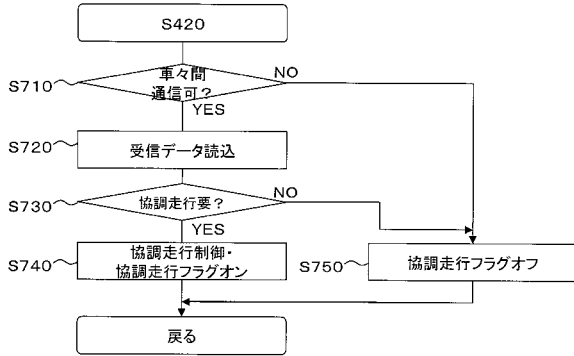 S420
S710
車々間
通信可?
NO
YES
S720
受信データ読込
S730
協調走行要?
NO
YES
S740
協調走行制御・
協調走行フラグオン
S750
協調走行フラグオフ
戻る